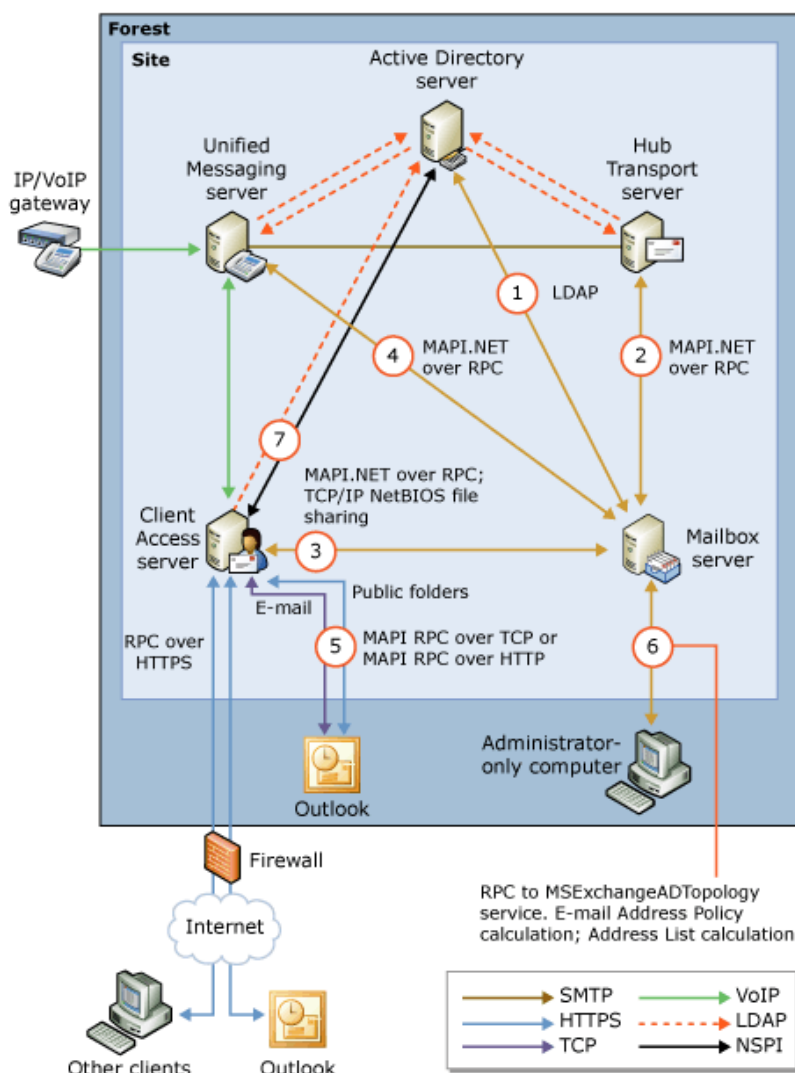 Forest
Site
Active Directory
server
Unified
Messaging
server
Hub
Transport
server
IP/VoIP
gateway
1
LDAP
4
MAPI.NET
over RPC
2
MAPI.NET
over RPC
7
MAPI.NET over RPC;
TCP/IP NetBIOS file
sharing
Client
Access
server
3
Mailbox
server
Public folders
E-mail
RPC over
HTTPS
5
MAPI RPC over TCP or
MAPI RPC over HTTP
6
Administrator-
only computer
Outlook
Firewall
Internet
RPC to MSExchangeADTopology
service. E-mail Address Policy
calculation; Address List calculation
Other clients
Outlook
SMTP
VoIP
HTTPS
LDAP
TCP
NSPI